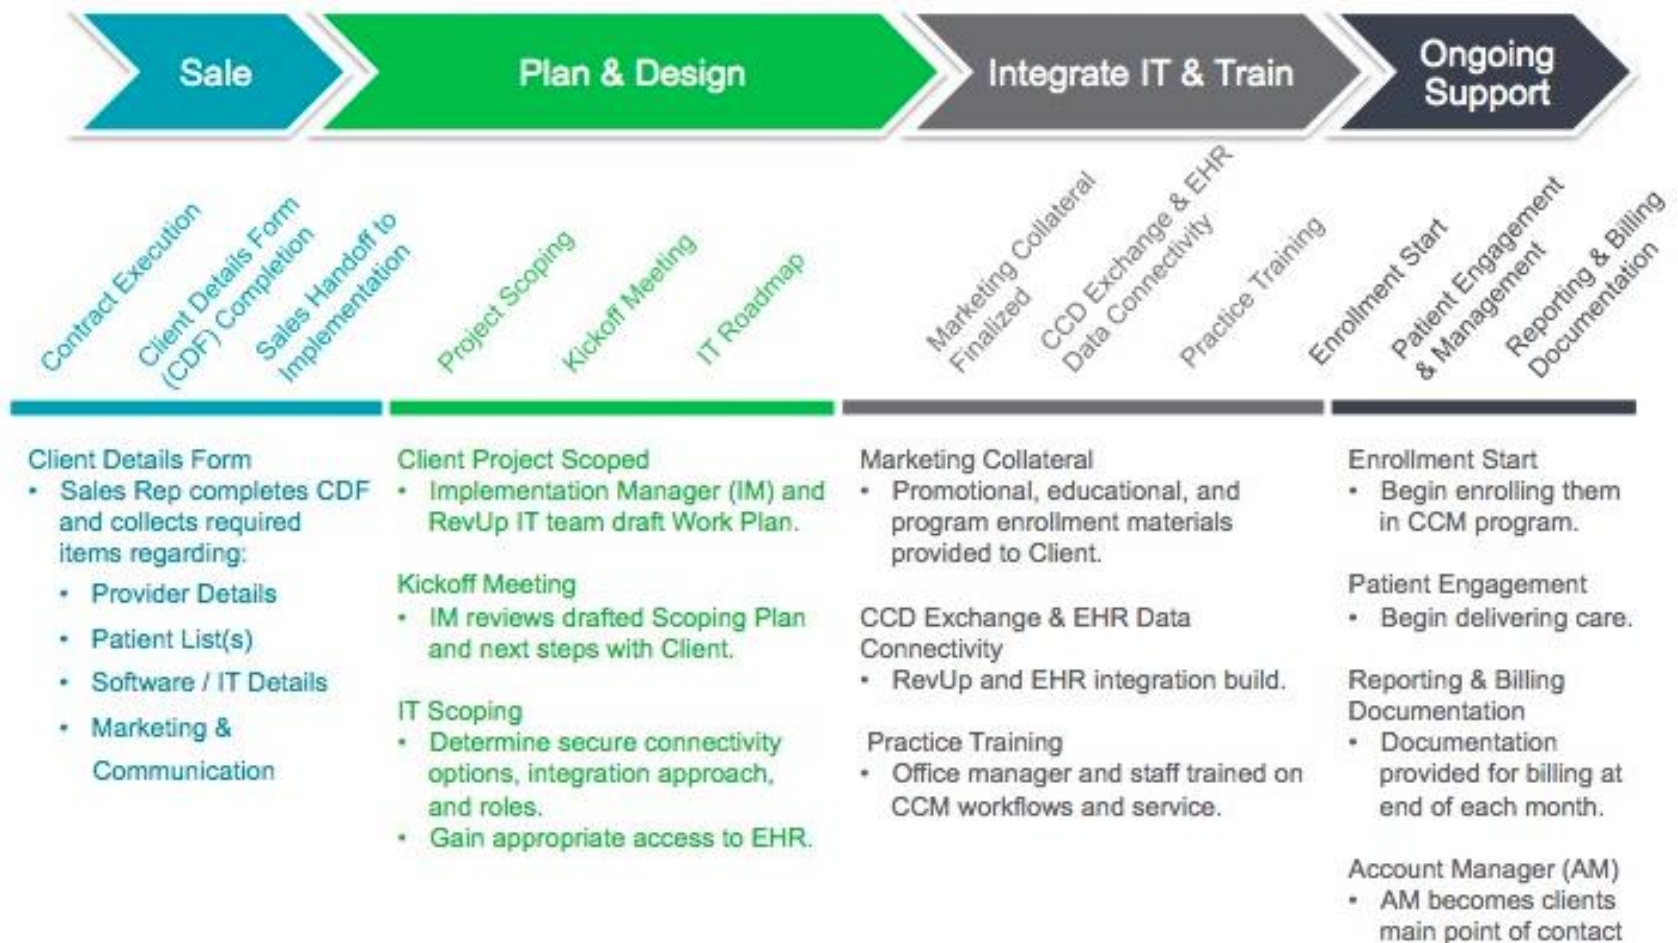 Sale
Plan & Design
Integrate IT & Train
Ongoing
Support
Contract Execution
Client Details Form
(CDF) Completion
Sales Handoff to
Implementation
Project Scoping
Kickoff Meeting
IT Roadmap
Marketing Collateral
Finalized
CCD Exchange & EHR
Data Connectivity
Practice Training
Enrollment Start
Patient Engagement
& Management
Reporting & Billing
Documentation
Client Details Form
• Sales Rep completes CDF
and collects required
items regarding:
• Provider Details
• Patient List(s)
• Software / IT Details
• Marketing &
Communication
Client Project Scoped
• Implementation Manager (IM) and
RevUp IT team draft Work Plan.
Kickoff Meeting
• IM reviews drafted Scoping Plan
and next steps with Client.
IT Scoping
• Determine secure connectivity
options, integration approach,
and roles.
• Gain appropriate access to EHR.
Marketing Collateral
• Promotional, educational, and
program enrollment materials
provided to Client.
CCD Exchange & EHR Data
Connectivity
• RevUp and EHR integration build.
Practice Training
• Office manager and staff trained on
CCM workflows and service.
Enrollment Start
• Begin enrolling them
in CCM program.
Patient Engagement
• Begin delivering care.
Reporting & Billing
Documentation
• Documentation
provided for billing at
end of each month.
Account Manager (AM)
• AM becomes clients
main point of contact